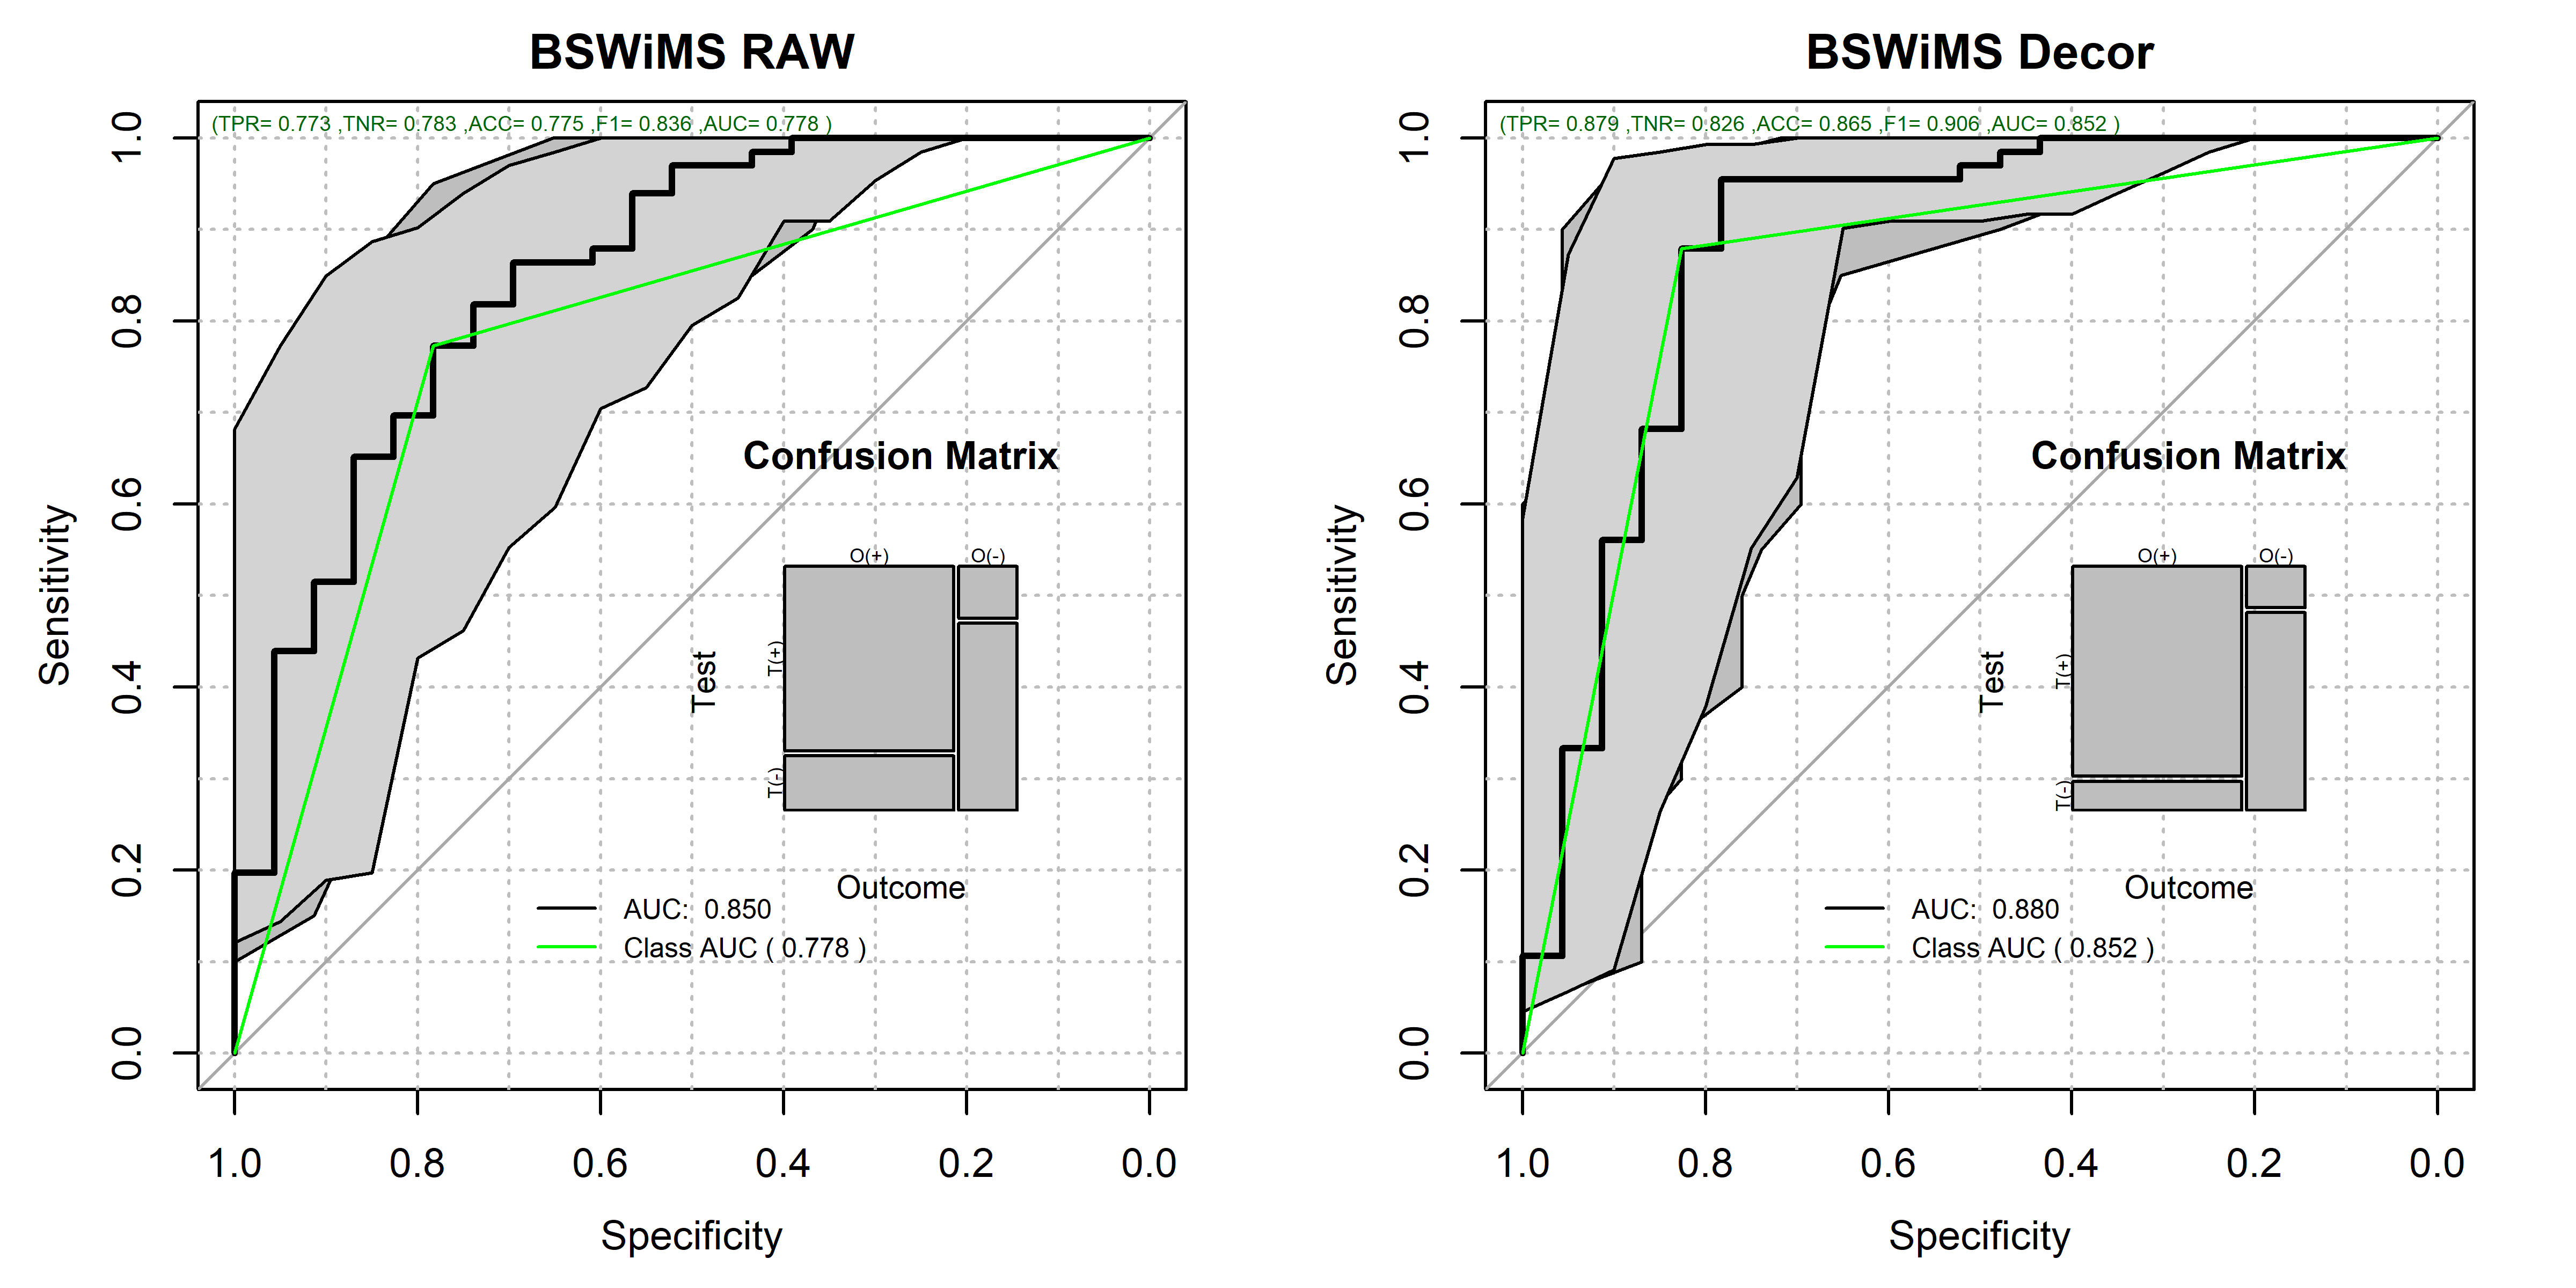 BSWiMS RAW
(TPR= 0.773 ,TNR= 0.783 ,ACC= 0.775 ,F1= 0.836 ,AUC= 0.778 )
1.0
0.8
0.6
0.4
0.2
0.0
Sensitivity
Confusion Matrix
O(+)
O(-)
T(+)
T(-)
Test
Outcome
AUC: 0.850
Class AUC ( 0.778 )
1.0
0.8
0.6
0.4
0.2
0.0
Specificity
BSWiMS Decor
(TPR= 0.879 ,TNR= 0.826 ,ACC= 0.865 ,F1= 0.906 ,AUC= 0.852 )
1.0
0.8
0.6
0.4
0.2
0.0
Sensitivity
Confusion Matrix
O(+)
O(-)
T(+)
T(-)
Test
Outcome
AUC: 0.880
Class AUC ( 0.852 )
1.0
0.8
0.6
0.4
0.2
0.0
Specificity